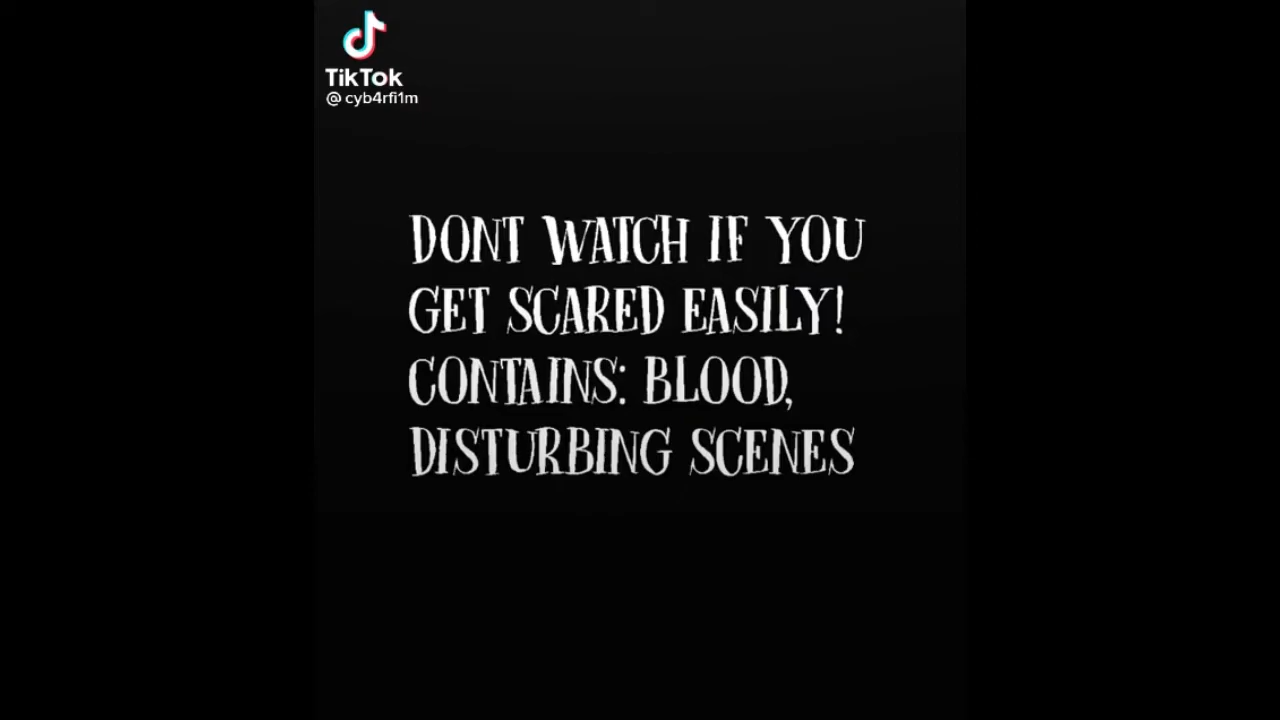 TikTok
@cyb4rfi1m
DONT WATCH IF YOU
GET SCARED EASILY!
CONTAINS: BLOOD,
DISTURBING SCENES